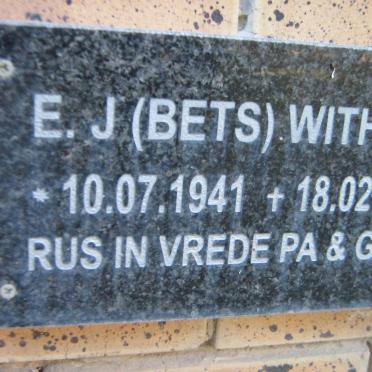 E. J (BETS) WITH
* 10.07.1941 + 18.02
RUS IN VREDE PA & G